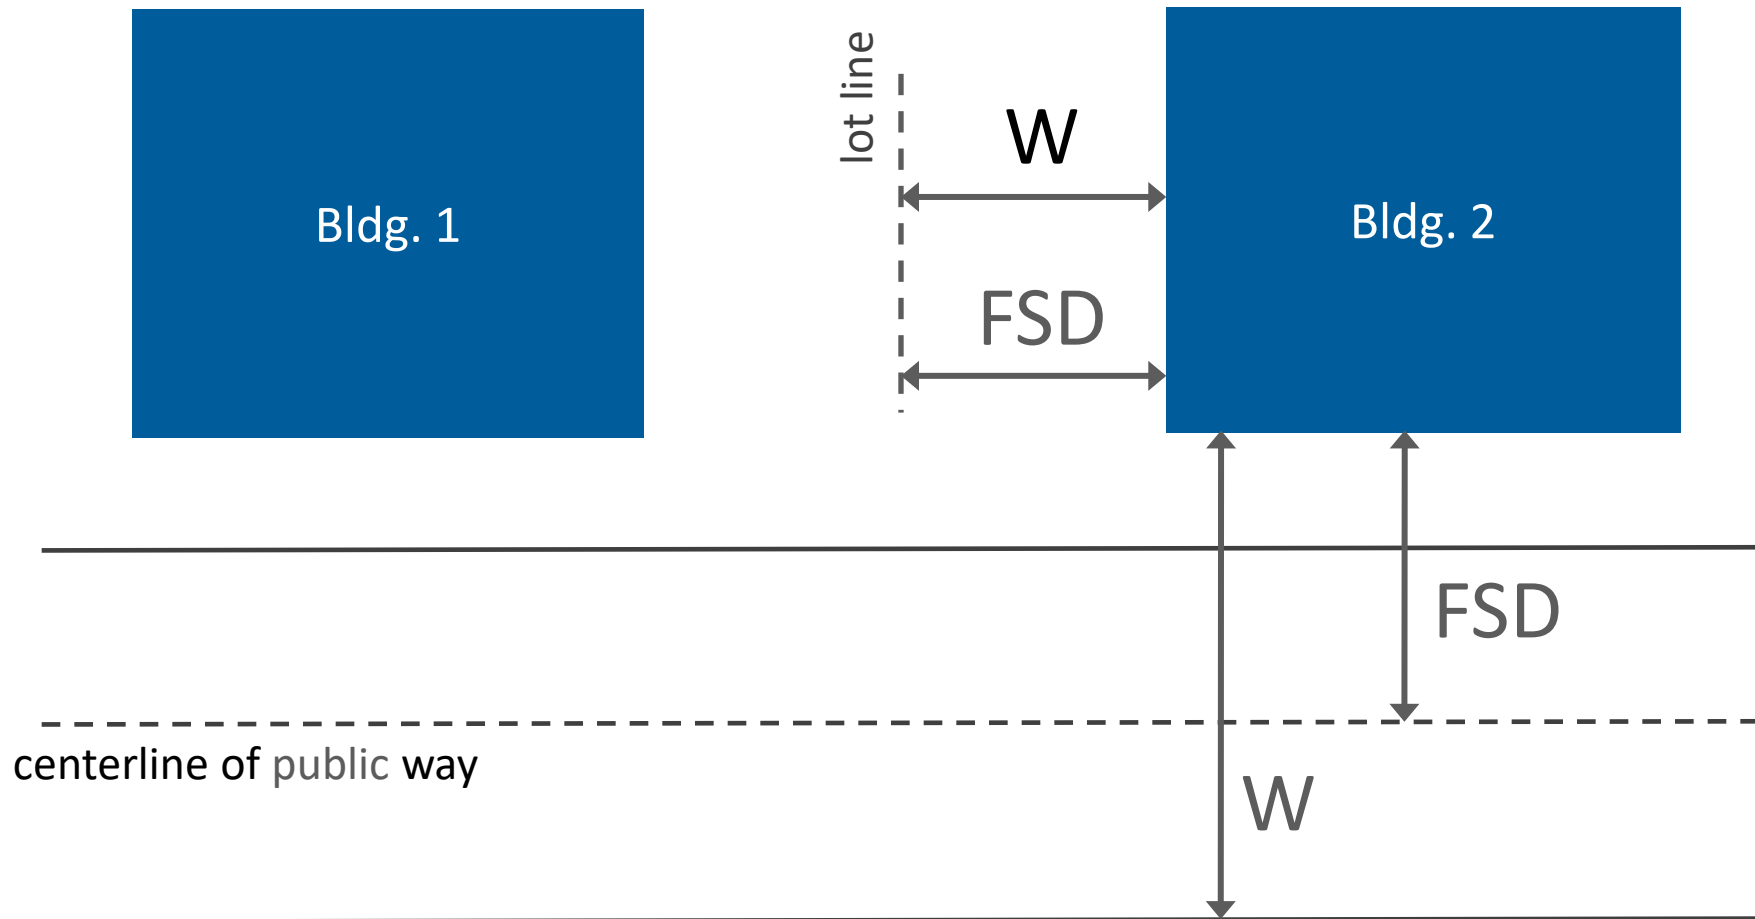 lot line
W
Bldg. 1
Bldg. 2
FSD
FSD
centerline of public way
W